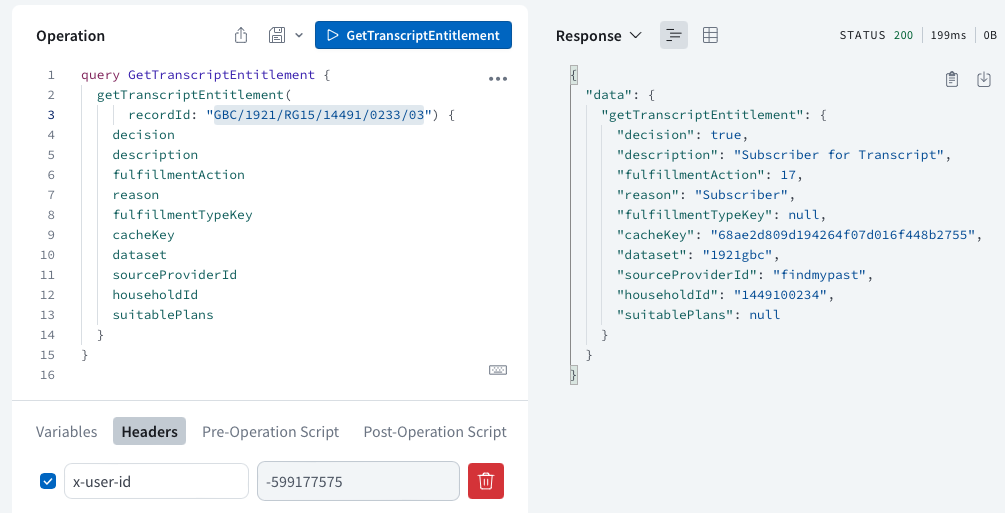 Operation
GetTranscriptEntitlement
1 query GetTranscriptEntitlement {
2 getTranscriptEntitlement(
3 recordId: "GBC/1921/RG15/14491/0233/03") {
4 decision
5 description
6 fulfillmentAction
7 reason
8 fulfillmentTypeKey
9 cacheKey
10 dataset
11 sourceProviderId
12 householdId
13 suitablePlans
14 }
15 }
16
Variables Headers Pre-Operation Script Post-Operation Script
x-user-id -599177575
Response STATUS 200 199ms 0B
{
"data": {
"getTranscriptEntitlement": {
"decision": true,
"description": "Subscriber for Transcript",
"fulfillmentAction": 17,
"reason": "Subscriber",
"fulfillmentTypeKey": null,
"cacheKey": "68ae2d809d194264f07d016f448b2755",
"dataset": "1921gbc",
"sourceProviderId": "findmypast",
"householdId": "1449100234",
"suitablePlans": null
}
}
}